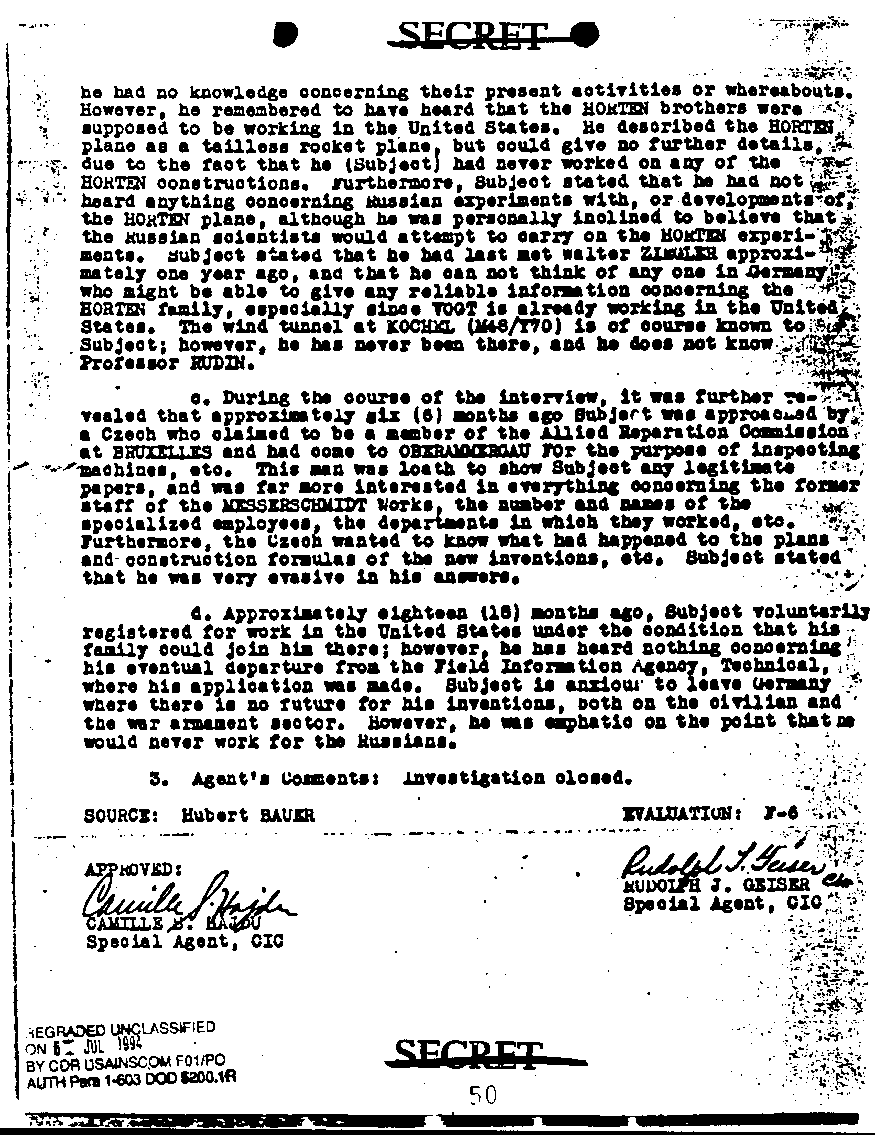 SECRET
he had no knowledge concerning their present activities or whereabouts.
However, he remembered to have heard that the HORTEN brothers were
supposed to be working in the United States. He described the HORTEN
plane as a tailless rocket plane, but could give no further details,
due to the fact that he (Subject) had never worked on any of the
HORTEN constructions. Furthermore, Subject stated that he had not
heard anything concerning Russian experiments with, or developments of,
the HORTEN plane, although he was personally inclined to believe that
the Russian scientists would attempt to carry on the HORTEN experi-
ments. Subject stated that he had last met Walter ZIEGLER approxi-
mately one year ago, and that he can not think of any one in Germany
who might be able to give any reliable information concerning the
HORTEN family, especially since VOGT is already working in the United
States. The wind tunnel at KOCHEL (M48/Y70) is of course known to
Subject; however, he has never been there, and he does not know
Professor RUDIN.
c. During the course of the interview, it was further re-
vealed that approximately six (6) months ago Subject was approached by
a Czech who claimed to be a member of the Allied Reparation Commission
at BRUXELLES and had come to OBERAMMERGAU for the purpose of inspecting
machines, etc. This man was loath to show Subject any legitimate
papers, and was far more interested in everything concerning the former
staff of the MESSERSCHMIDT Works, the number and names of the
specialized employees, the departments in which they worked, etc.
Furthermore, the Czech wanted to know what had happened to the plans
and construction formulas of the new inventions, etc. Subject stated
that he was very evasive in his answers.
d. Approximately eighteen (18) months ago, Subject voluntarily
registered for work in the United States under the condition that his
family could join him there; however, he has heard nothing concerning
his eventual departure from the Field Information Agency, Technical,
where his application was made. Subject is anxiour to leave Germany
where there is no future for his inventions, both on the civilian and
the war armament sector. However, he was emphatic on the point that he
would never work for the Russians.
3. Agent's Comments: Investigation closed.
SOURCE: Hubert BAUER EVALUATION: F-6
APPROVED:
Camille S. Hajdu
CAMILLE S. HAJDU
Special Agent, CIC
Rudolph J. Geiser
RUDOLPH J. GEISER
Special Agent, CIC
REGRADED UNCLASSIFIED
ON JUL 1994
BY CDR USAINSCOM F01/PO
AUTH Para 1-603 DOD 5200.1R
SECRET
50